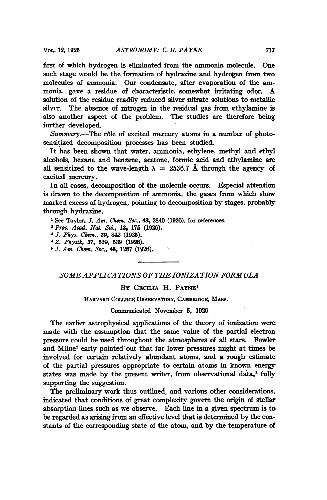 VOL. 12, 1926 ASTRONOMY: C. H. PAYNE 717
first of which hydrogen is eliminated from the ammonia molecule. One
such stage would be the formation of hydrazine and hydrogen from two
molecules of ammonia. Our condensate, after evaporation of the am-
monia, gave a residue of characteristic, somewhat irritating odor. A
solution of the residue readily reduced silver nitrate solutions to metallic
silver. The absence of nitrogen in the residual gas from ethylamine is
also another aspect of the problem. The studies are therefore being
further developed.
Summary.—The rôle of excited mercury atoms in a number of photo-
sensitized decomposition processes has been studied.
It has been shown that water, ammonia, ethylene, methyl and ethyl
alcohols, hexane and benzene, acetone, formic acid and ethylamine are
all sensitized to the wave-length λ = 2536.7 Å through the agency of
excited mercury.
In all cases, decomposition of the molecule occurs. Especial attention
is drawn to the decomposition of ammonia, the gases from which show
marked excess of hydrogen, pointing to decomposition by stages, probably
through hydrazine.
¹ See Taylor, J. Am. Chem. Soc., 48, 2840 (1926), for references.
² Proc. Acad. Nat. Sci., 12, 175 (1926).
³ J. Phys. Chem., 29, 842 (1925).
⁴ Z. Physik, 37, 639 (1926).
⁵ J. Am. Chem. Soc., 48, 1267 (1926).
SOME APPLICATIONS OF THE IONIZATION FORMULA
BY CECILIA H. PAYNE¹
HARVARD COLLEGE OBSERVATORY, CAMBRIDGE, MASS.
Communicated November 5, 1926
The earlier astrophysical applications of the theory of ionization were
made with the assumption that the same value of the partial electron
pressure could be used throughout the atmospheres of all stars. Fowler
and Milne² early pointed out that far lower pressures might at times be
involved for certain relatively abundant atoms, and a rough estimate
of the partial pressures appropriate to certain atoms in known energy
states was made by the present writer, from observational data,³ fully
supporting the suggestion.
The preliminary work thus outlined, and various other considerations,
indicated that conditions of great complexity govern the origin of stellar
absorption lines such as we observe. Each line in a given spectrum is to
be regarded as arising from an effective level that is determined by the con-
stants of the corresponding state of the atom, and by the temperature of